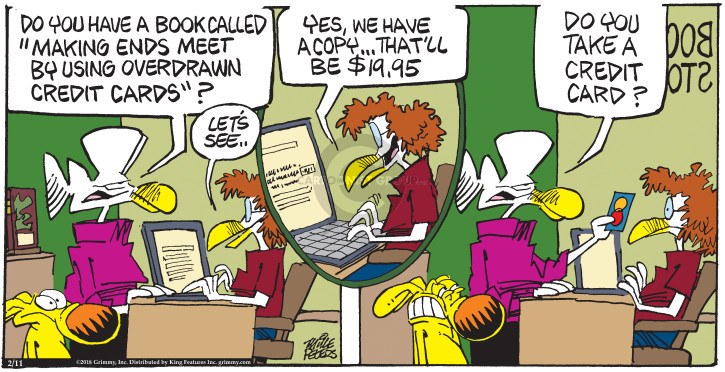 DO YOU HAVE A BOOK CALLED
"MAKING ENDS MEET
BY USING OVERDRAWN
CREDIT CARDS"?
LET'S
SEE..
YES, WE HAVE
A COPY... THAT'LL
BE $19.95
DO YOU
TAKE A
CREDIT
CARD?
BOO
STO
MIKE
PETERS
2/11
©2016 Grimmy, Inc. Distributed by King Features Inc. grimmy.com